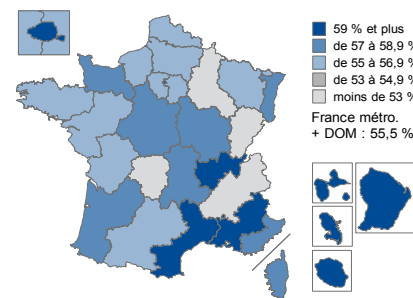 59 % et plus
de 57 à 58,9 %
de 55 à 56,9 %
de 53 à 54,9 %
moins de 53 %
France métro.
+ DOM : 55,5 %